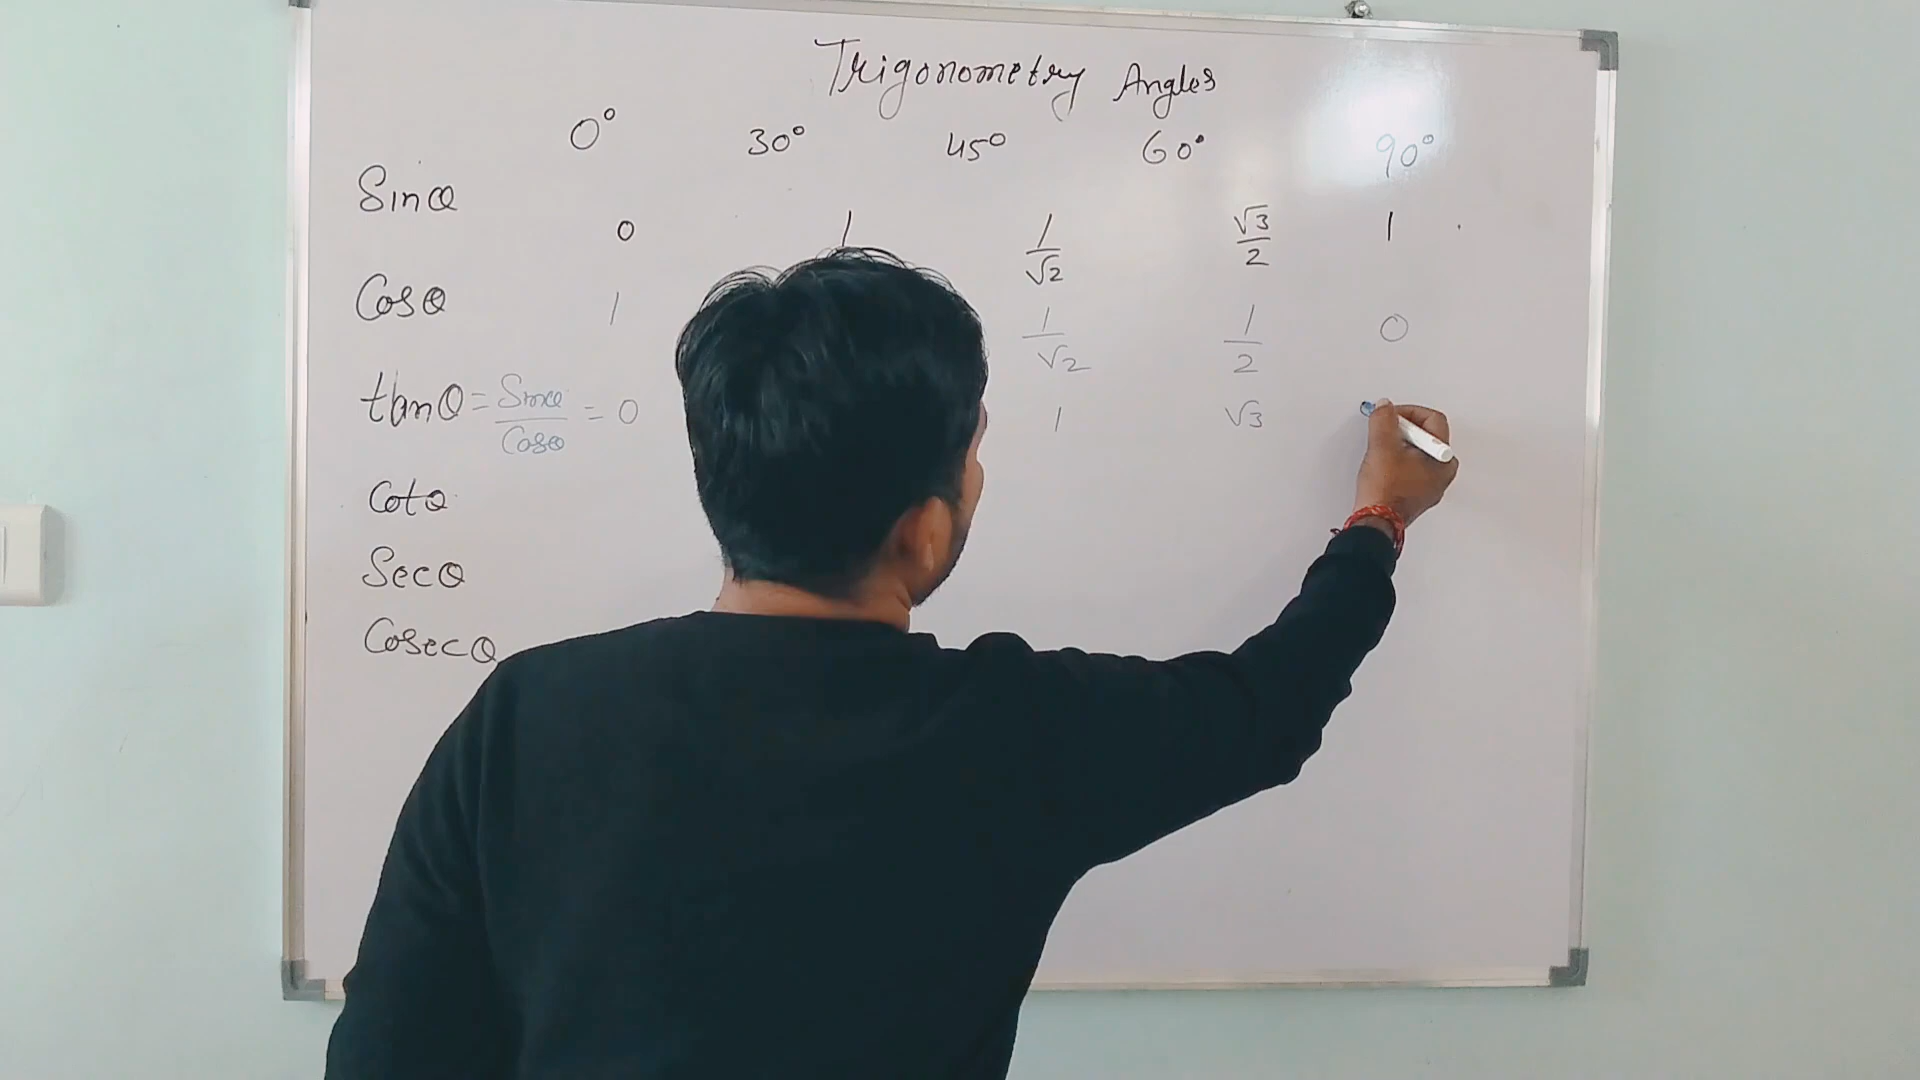 Trigonometry Angles
0° 30° 45° 60° 90°
Sinθ
0 1 1/√2 √3/2 1
Cosθ 1 1/√2 1/2 0
tanθ = Sinθ/Cosθ = 0 1 √3
Cotθ
Secθ
Cosecθ